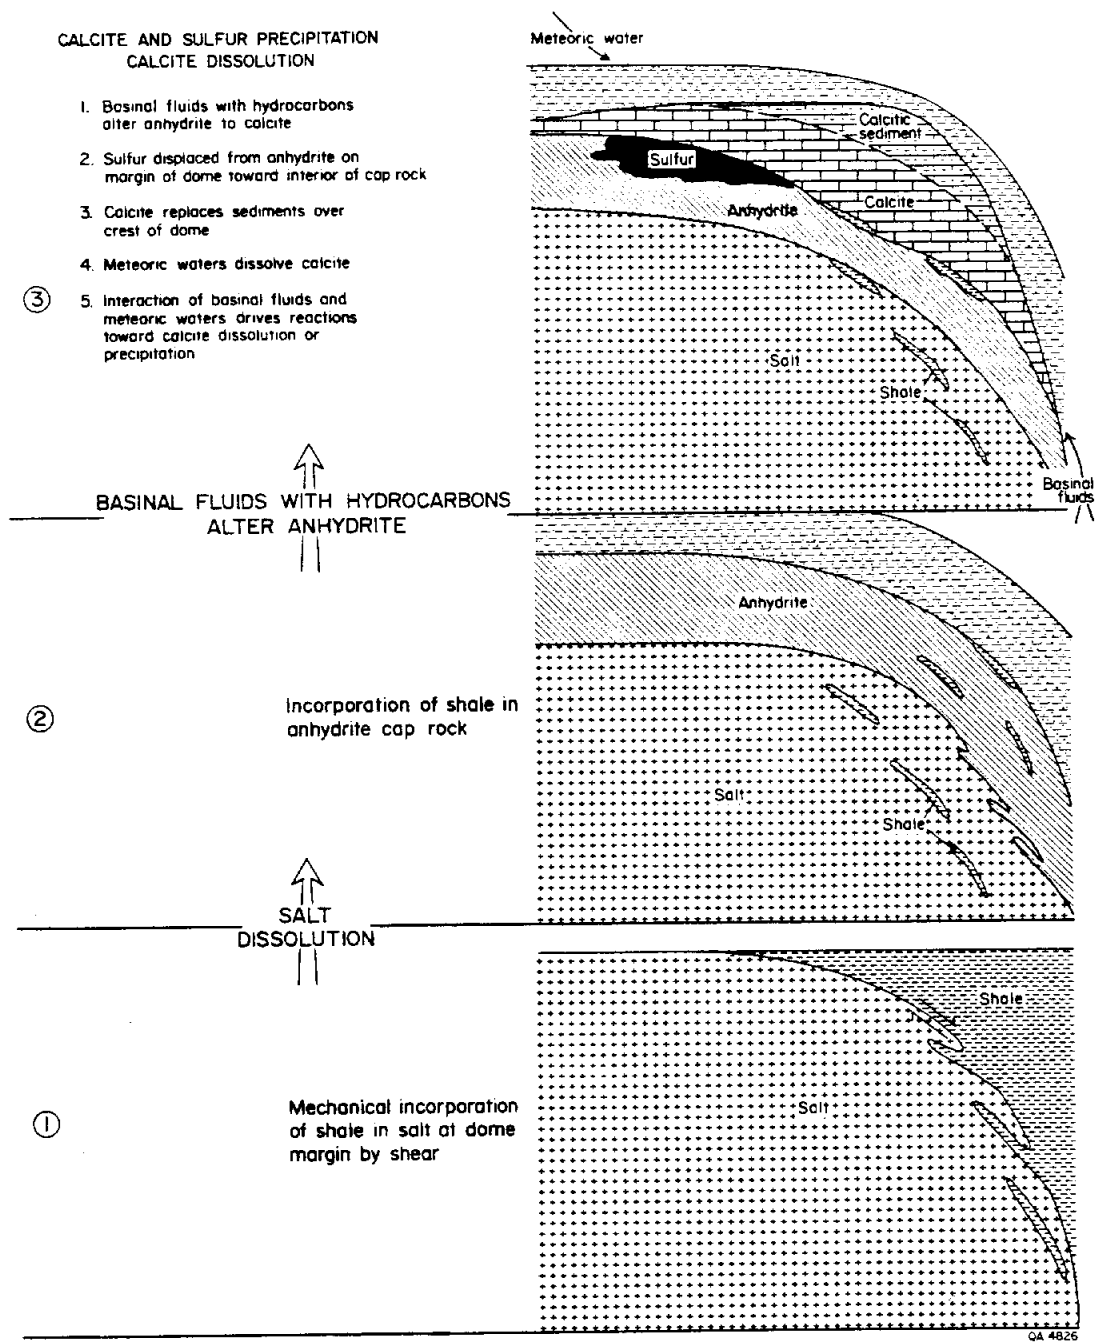 CALCITE AND SULFUR PRECIPITATION
CALCITE DISSOLUTION
1. Basinal fluids with hydrocarbons
alter anhydrite to calcite
2. Sulfur displaced from anhydrite on
margin of dome toward interior of cap rock
3. Calcite replaces sediments over
crest of dome
4. Meteoric waters dissolve calcite
③
5. Interaction of basinal fluids and
meteoric waters drives reactions
toward calcite dissolution or
precipitation
Meteoric water
Calcitic
sediment
Sulfur
Calcite
Anhydrite
Salt
Shale
Basinal
fluids
BASINAL FLUIDS WITH HYDROCARBONS
ALTER ANHYDRITE
②
Incorporation of shale in
anhydrite cap rock
Anhydrite
Salt
Shale
SALT
DISSOLUTION
①
Mechanical incorporation
of shale in salt at dome
margin by shear
Shale
Salt
QA 4826